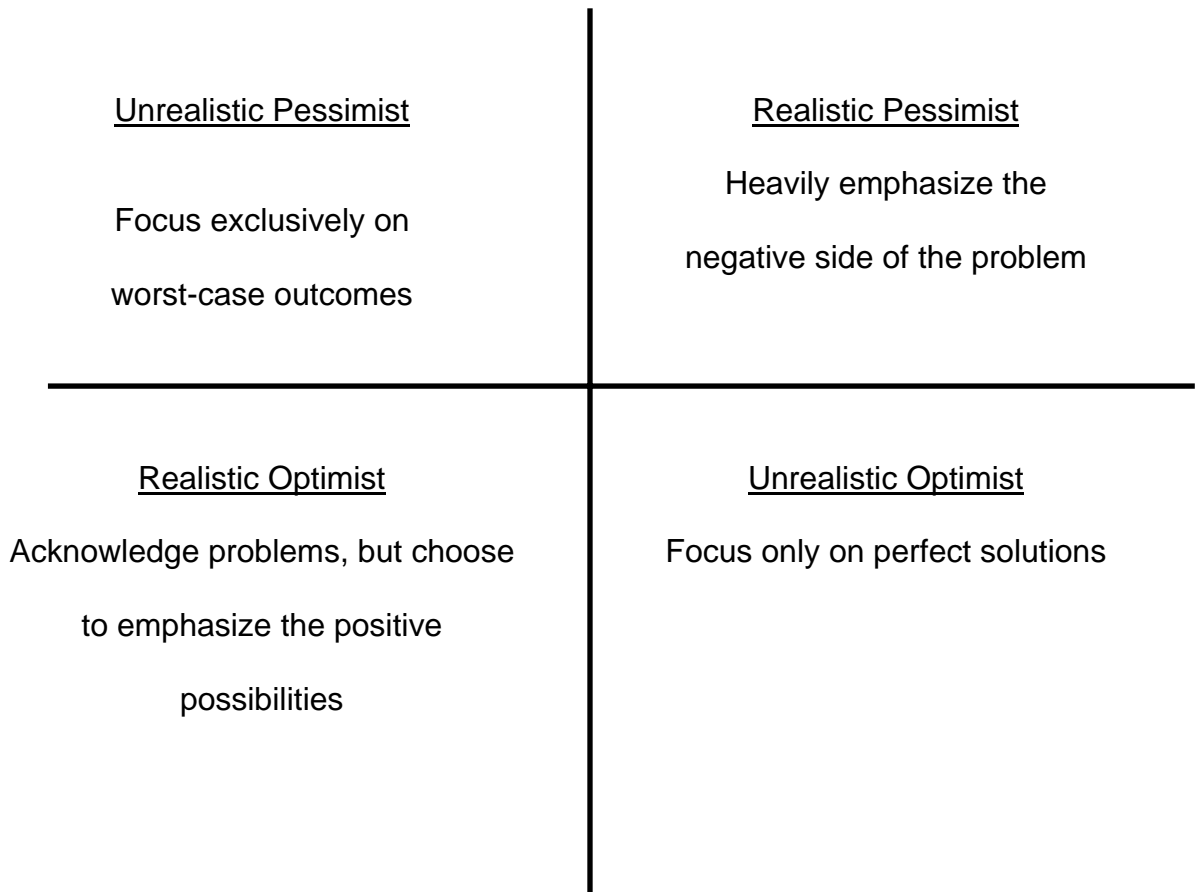 Unrealistic Pessimist
Focus exclusively on
worst-case outcomes
Realistic Pessimist
Heavily emphasize the
negative side of the problem
Realistic Optimist
Acknowledge problems, but choose
to emphasize the positive
possibilities
Unrealistic Optimist
Focus only on perfect solutions